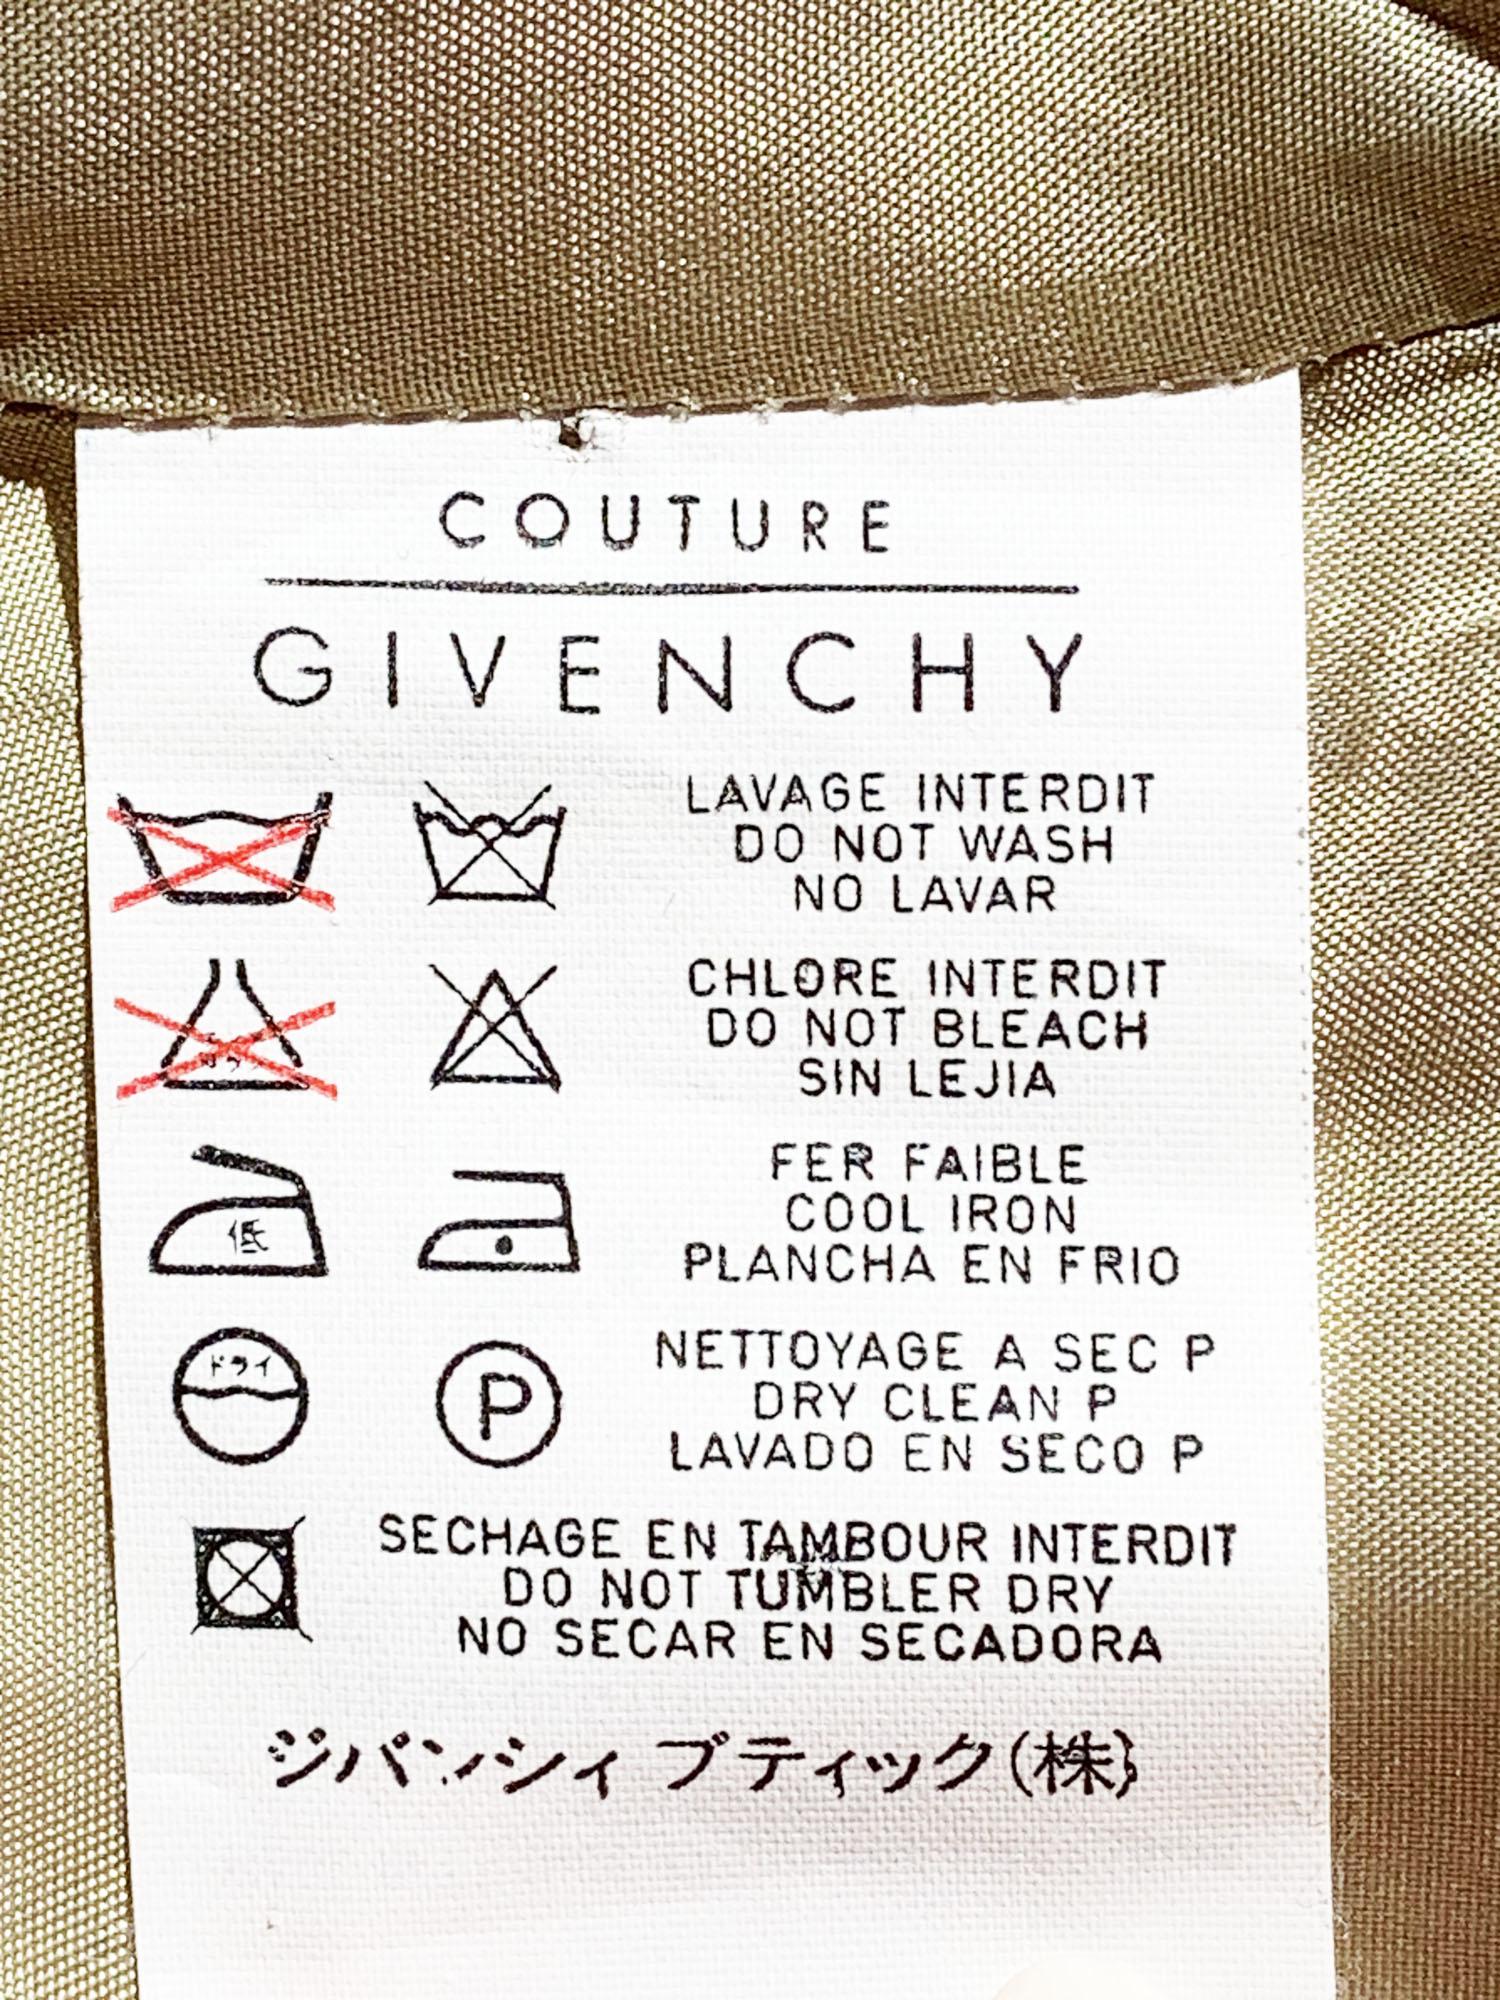 COUTURE
GIVENCHY
LAVAGE INTERDIT
DO NOT WASH
NO LAVAR
CHLORE INTERDIT
DO NOT BLEACH
SIN LEJIA
低
FER FAIBLE
COOL IRON
PLANCHA EN FRIO
ドライ
P
NETTOYAGE A SEC P
DRY CLEAN P
LAVADO EN SECO P
SECHAGE EN TAMBOUR INTERDIT
DO NOT TUMBLER DRY
NO SECAR EN SECADORA
ジバンシィ ブティック(株)